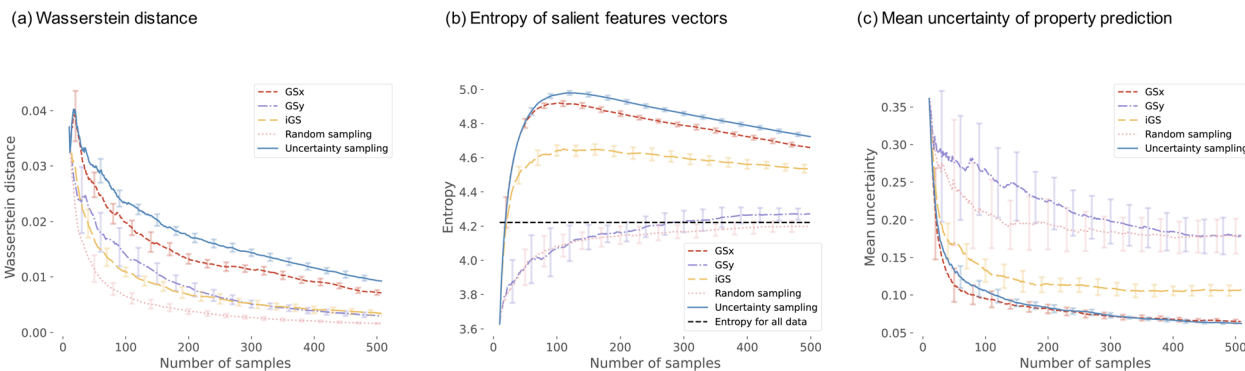 (a) Wasserstein distance
(b) Entropy of salient features vectors
(c) Mean uncertainty of property prediction
Wasserstein distance
0.04
0.03
0.02
0.01
0.00
0
100
200
300
400
500
Number of samples
GSx
GSy
iGS
Random sampling
Uncertainty sampling
Entropy
5.0
4.8
4.6
4.4
4.2
4.0
3.8
3.6
0
100
200
300
400
500
Number of samples
GSx
GSy
iGS
Random sampling
Uncertainty sampling
Entropy for all data
Mean uncertainty
0.35
0.30
0.25
0.20
0.15
0.10
0.05
0
100
200
300
400
500
Number of samples
GSx
GSy
iGS
Random sampling
Uncertainty sampling